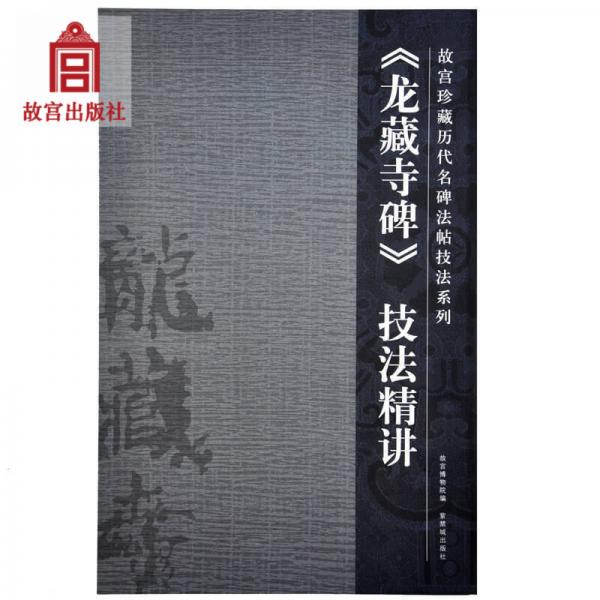 故宫出版社
故宫珍藏历代名碑法帖技法系列
《龙藏寺碑》 技法精讲
故宫博物院编 紫禁城出版社
龍藏寺